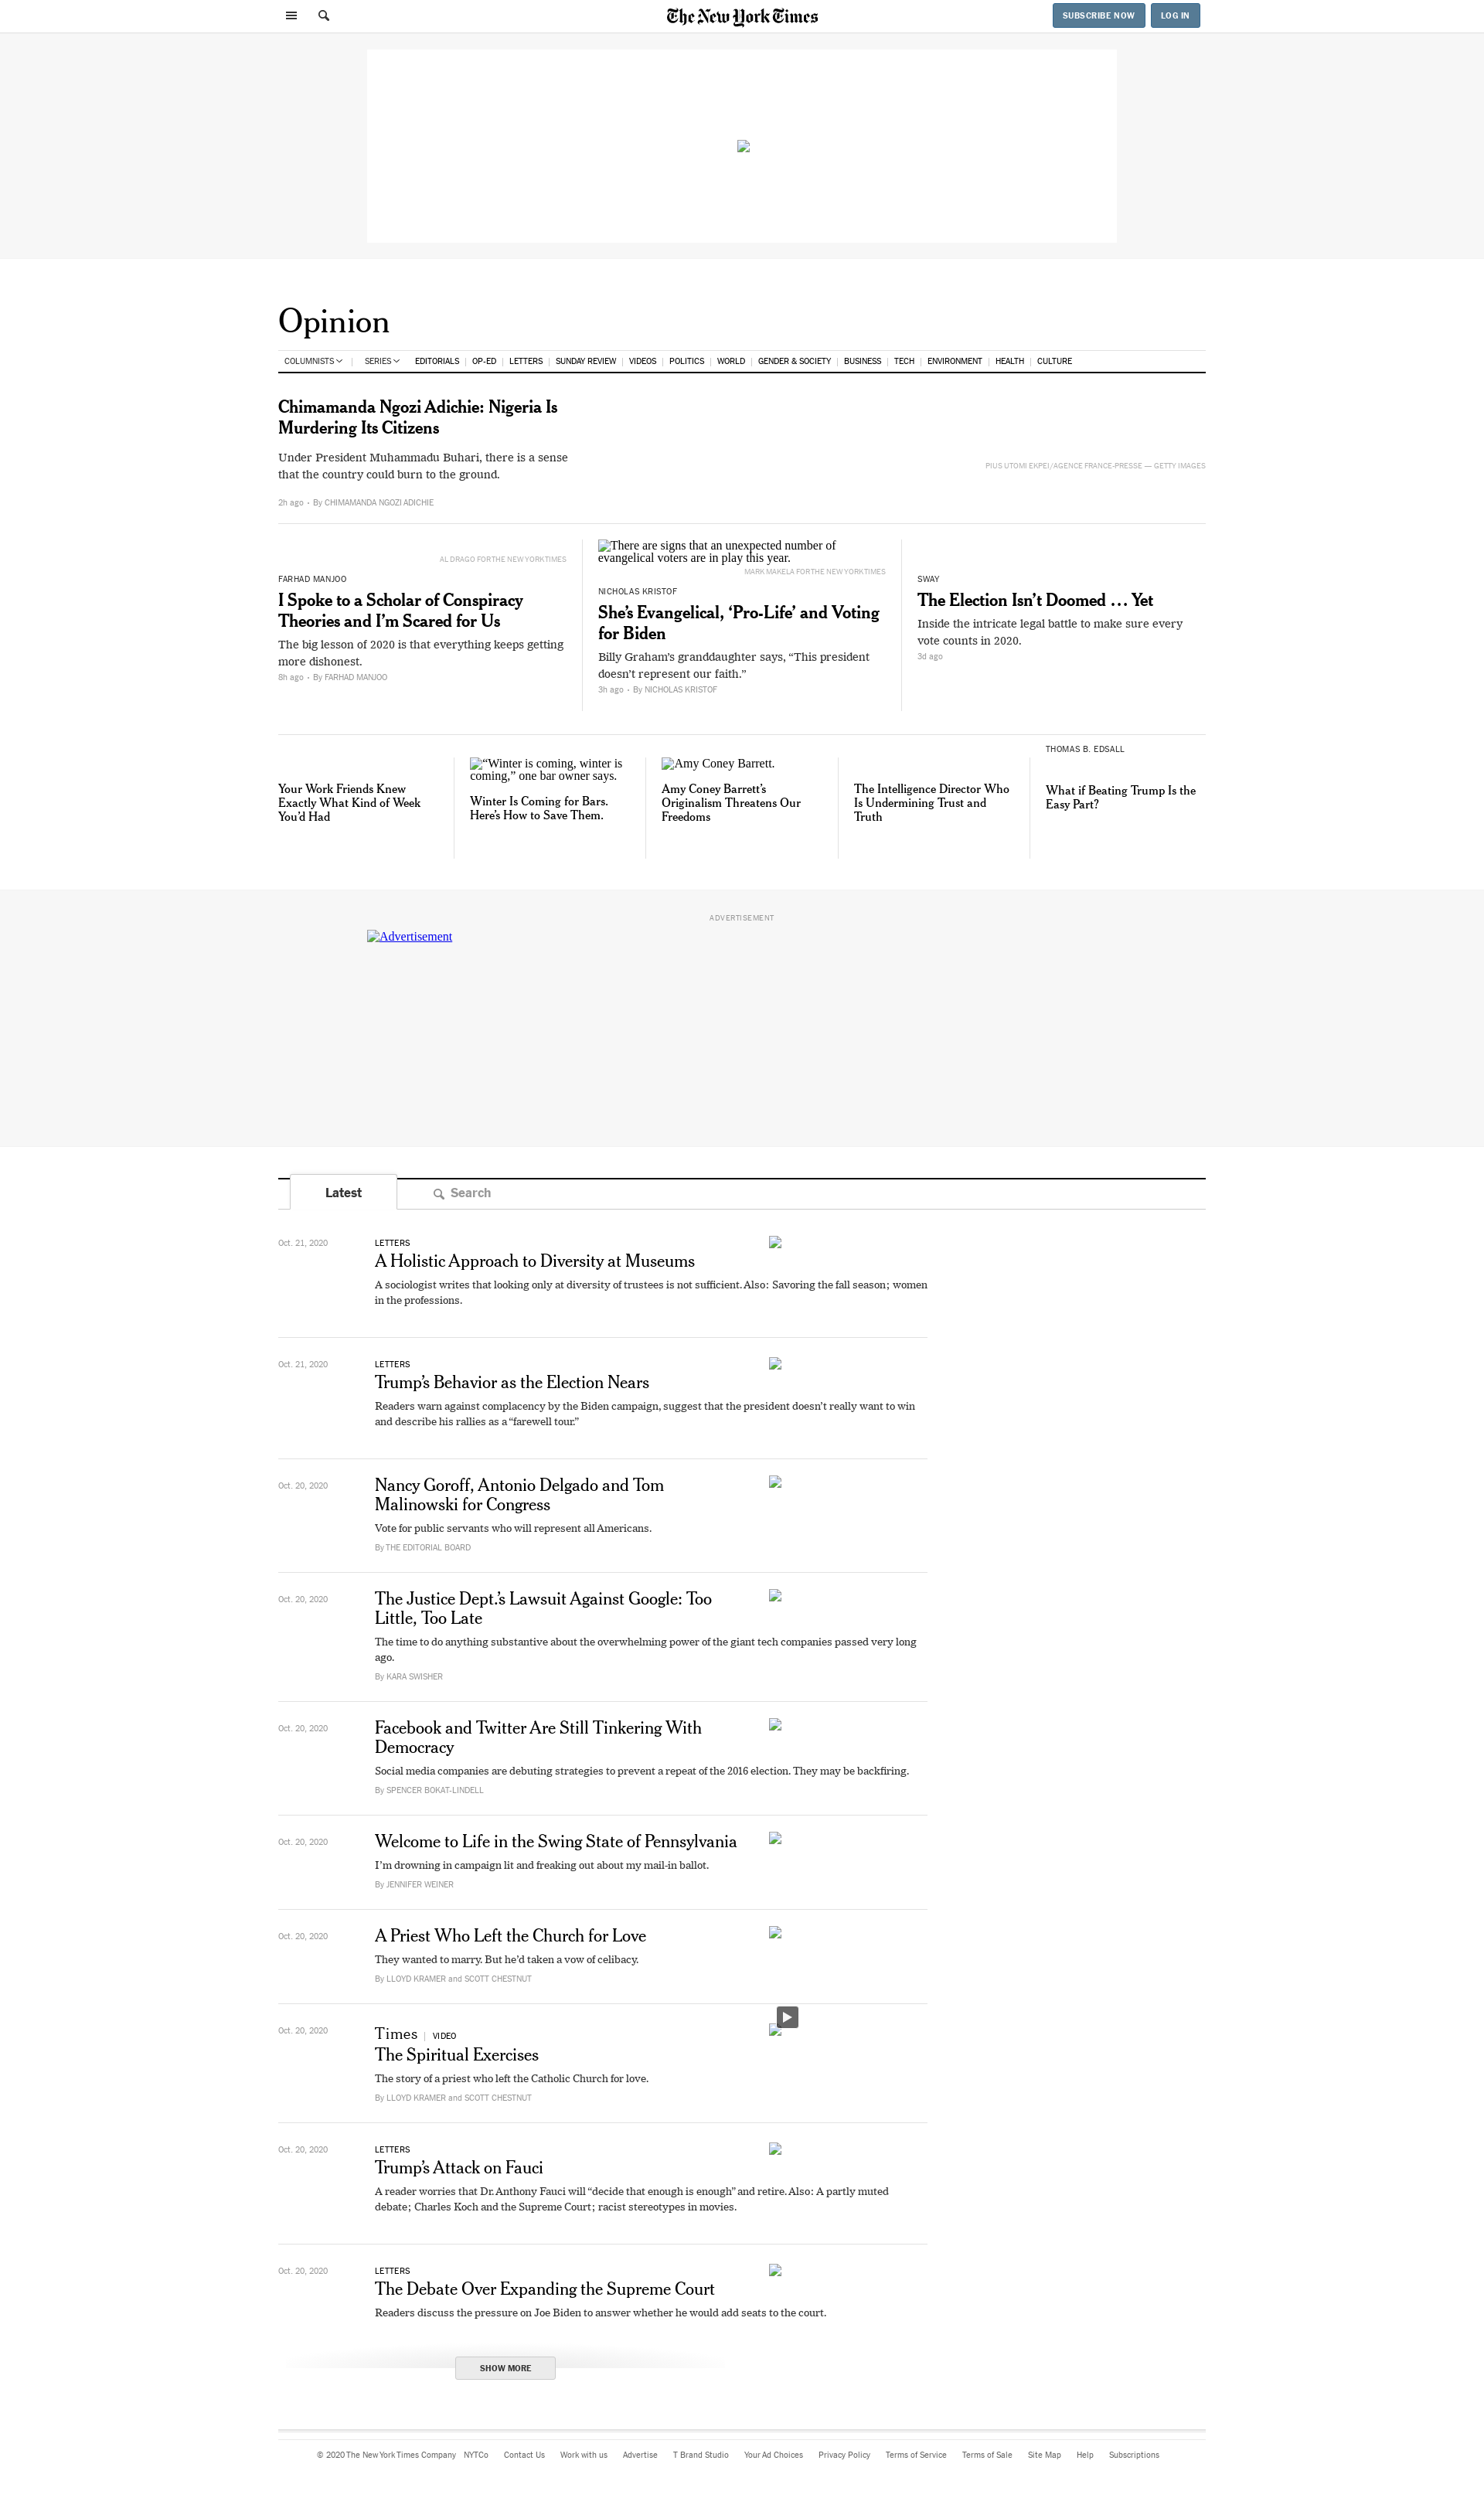 The New York Times
SUBSCRIBE NOW
LOG IN
Opinion
COLUMNISTS
SERIES
EDITORIALS
OP-ED
LETTERS
SUNDAY REVIEW
VIDEOS
POLITICS
WORLD
GENDER & SOCIETY
BUSINESS
TECH
ENVIRONMENT
HEALTH
CULTURE
Chimamanda Ngozi Adichie: Nigeria Is
Murdering Its Citizens
Under President Muhammadu Buhari, there is a sense
that the country could burn to the ground.
2h ago • By CHIMAMANDA NGOZI ADICHIE
PIUS UTOMI EKPEI/AGENCE FRANCE-PRESSE — GETTY IMAGES
AL DRAGO FOR THE NEW YORK TIMES
FARHAD MANJOO
I Spoke to a Scholar of Conspiracy
Theories and I’m Scared for Us
The big lesson of 2020 is that everything keeps getting
more dishonest.
8h ago • By FARHAD MANJOO
There are signs that an unexpected number of
evangelical voters are in play this year.
MARK MAKELA FOR THE NEW YORK TIMES
NICHOLAS KRISTOF
She’s Evangelical, ‘Pro-Life’ and Voting
for Biden
Billy Graham’s granddaughter says, “This president
doesn’t represent our faith.”
3h ago • By NICHOLAS KRISTOF
SWAY
The Election Isn’t Doomed … Yet
Inside the intricate legal battle to make sure every
vote counts in 2020.
3d ago
Your Work Friends Knew
Exactly What Kind of Week
You’d Had
“Winter is coming, winter is
coming,” one bar owner says.
Winter Is Coming for Bars.
Here’s How to Save Them.
Amy Coney Barrett.
Amy Coney Barrett’s
Originalism Threatens Our
Freedoms
The Intelligence Director Who
Is Undermining Trust and
Truth
THOMAS B. EDSALL
What if Beating Trump Is the
Easy Part?
ADVERTISEMENT
Advertisement
Latest
Search
Oct. 21, 2020
LETTERS
A Holistic Approach to Diversity at Museums
A sociologist writes that looking only at diversity of trustees is not sufficient. Also: Savoring the fall season; women
in the professions.
Oct. 21, 2020
LETTERS
Trump’s Behavior as the Election Nears
Readers warn against complacency by the Biden campaign, suggest that the president doesn’t really want to win
and describe his rallies as a “farewell tour.”
Oct. 20, 2020
Nancy Goroff, Antonio Delgado and Tom
Malinowski for Congress
Vote for public servants who will represent all Americans.
By THE EDITORIAL BOARD
Oct. 20, 2020
The Justice Dept.’s Lawsuit Against Google: Too
Little, Too Late
The time to do anything substantive about the overwhelming power of the giant tech companies passed very long
ago.
By KARA SWISHER
Oct. 20, 2020
Facebook and Twitter Are Still Tinkering With
Democracy
Social media companies are debuting strategies to prevent a repeat of the 2016 election. They may be backfiring.
By SPENCER BOKAT-LINDELL
Oct. 20, 2020
Welcome to Life in the Swing State of Pennsylvania
I’m drowning in campaign lit and freaking out about my mail-in ballot.
By JENNIFER WEINER
Oct. 20, 2020
A Priest Who Left the Church for Love
They wanted to marry. But he’d taken a vow of celibacy.
By LLOYD KRAMER and SCOTT CHESTNUT
Oct. 20, 2020
Times | VIDEO
The Spiritual Exercises
The story of a priest who left the Catholic Church for love.
By LLOYD KRAMER and SCOTT CHESTNUT
Oct. 20, 2020
LETTERS
Trump’s Attack on Fauci
A reader worries that Dr. Anthony Fauci will “decide that enough is enough” and retire. Also: A partly muted
debate; Charles Koch and the Supreme Court; racist stereotypes in movies.
Oct. 20, 2020
LETTERS
The Debate Over Expanding the Supreme Court
Readers discuss the pressure on Joe Biden to answer whether he would add seats to the court.
SHOW MORE
© 2020 The New York Times Company NYTCo Contact Us Work with us Advertise T Brand Studio Your Ad Choices Privacy Policy Terms of Service Terms of Sale Site Map Help Subscriptions